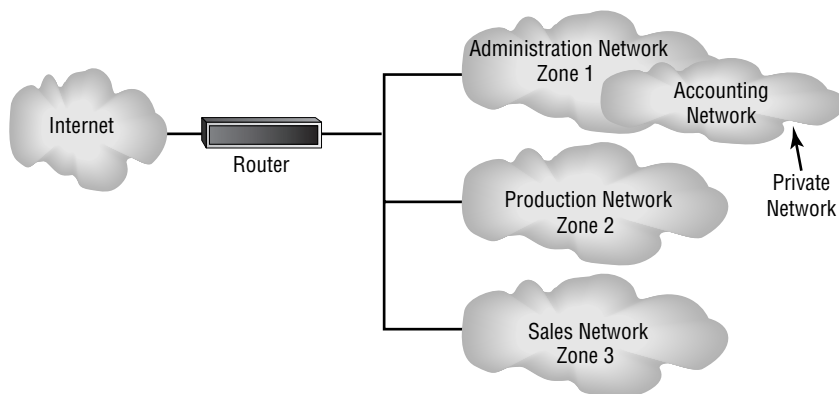 Internet
Router
Administration Network
Zone 1
Accounting
Network
Private
Network
Production Network
Zone 2
Sales Network
Zone 3